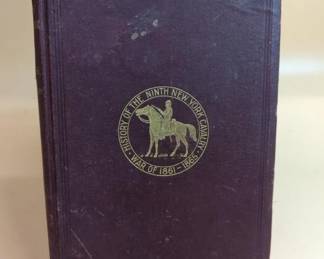 HISTORY OF THE NINTH NEW YORK CAVALRY
WAR OF 1861-1865